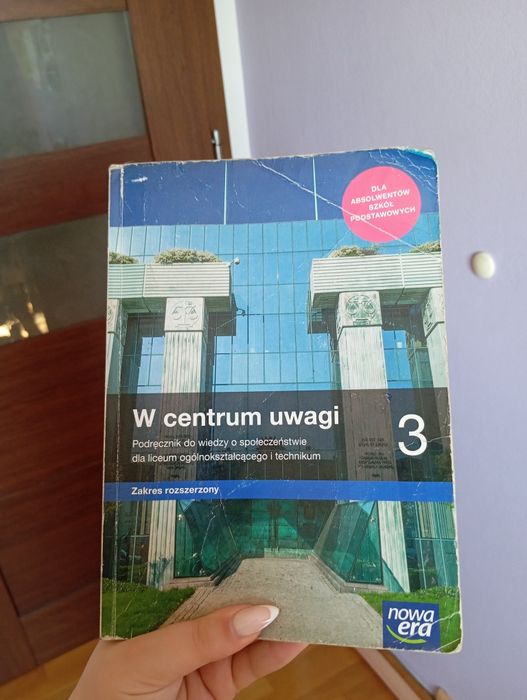 DLA
ABSOLWENTÓW
SZKÓŁ
PODSTAWOWYCH
W centrum uwagi
3
Podręcznik do wiedzy o społeczeństwie
dla liceum ogólnokształcącego i technikum
Zakres rozszerzony
nowa
era